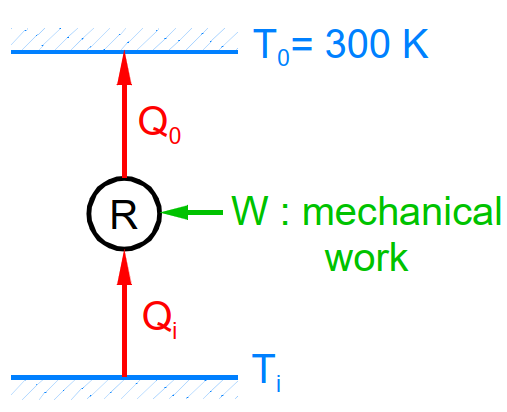 T₀= 300 K
Q₀
R
W : mechanical
work
Qᵢ
Tᵢ